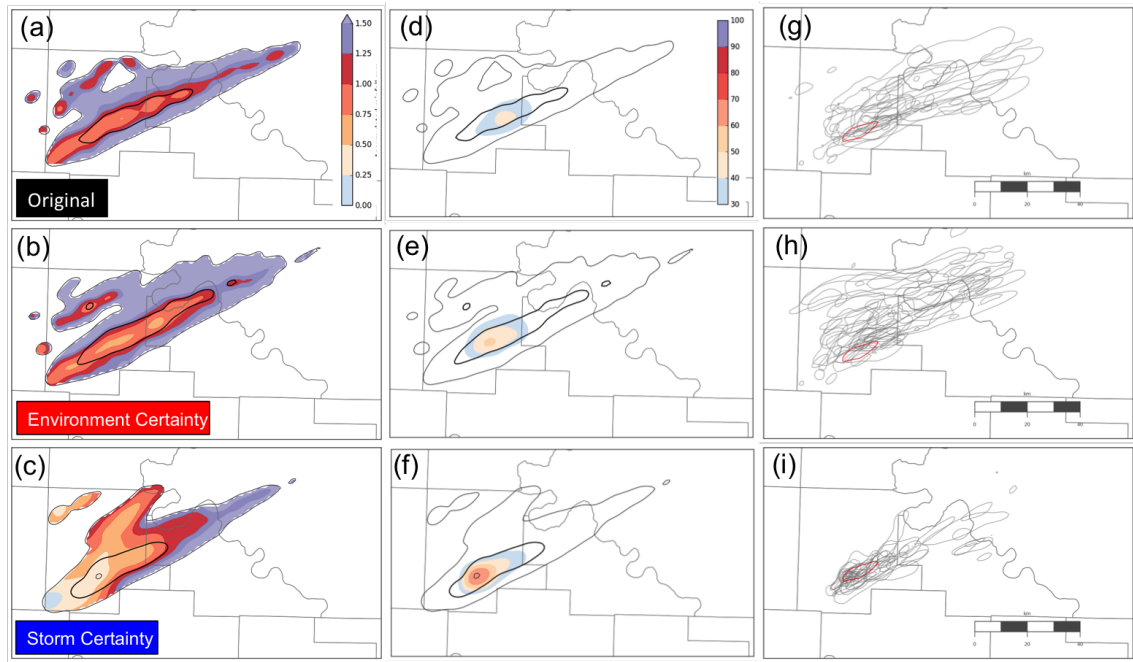 (a)
1.50
1.25
1.00
0.75
0.50
0.25
0.00
Original
(d)
100
90
80
70
60
50
40
30
(g)
km
0 20 40
(b)
Environment Certainty
(e)
(h)
km
0 20 40
(c)
Storm Certainty
(f)
(i)
km
0 20 40